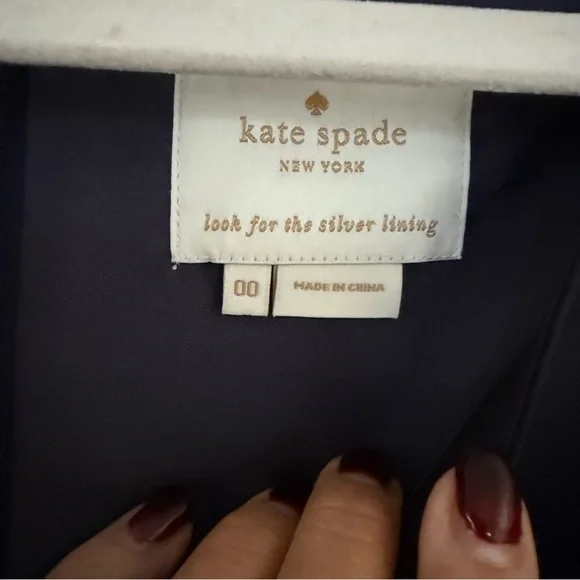 kate spade
NEW YORK
look for the silver lining
00
MADE IN CHINA